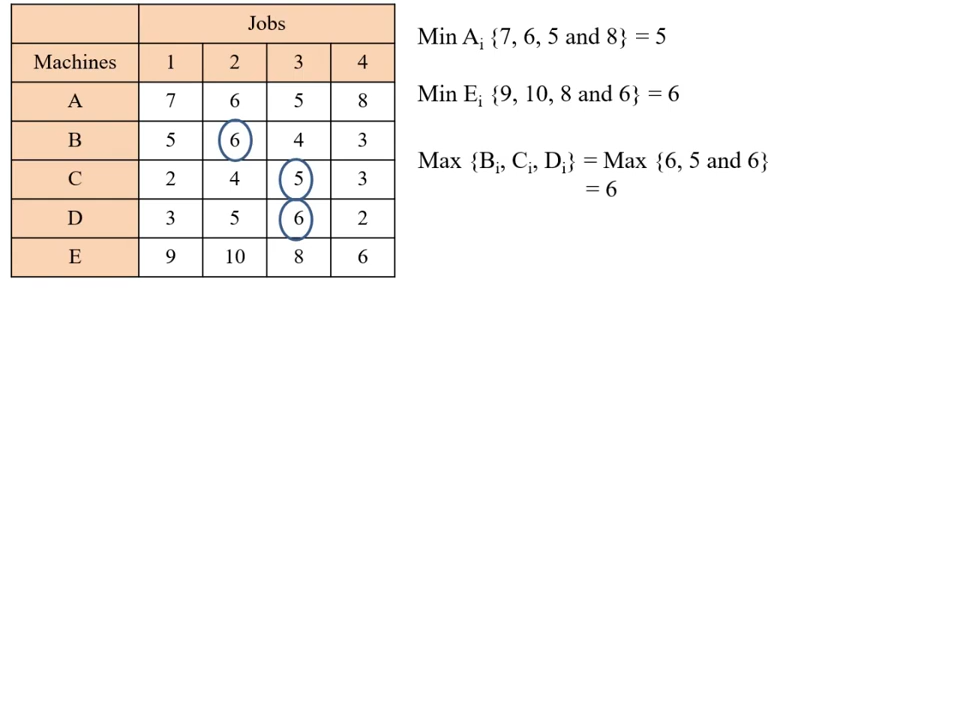 Jobs
Machines 1 2 3 4
A 7 6 5 8
B 5 6 4 3
C 2 4 5 3
D 3 5 6 2
E 9 10 8 6
Min Aᵢ {7, 6, 5 and 8} = 5
Min Eᵢ {9, 10, 8 and 6} = 6
Max {Bᵢ, Cᵢ, Dᵢ} = Max {6, 5 and 6}
= 6